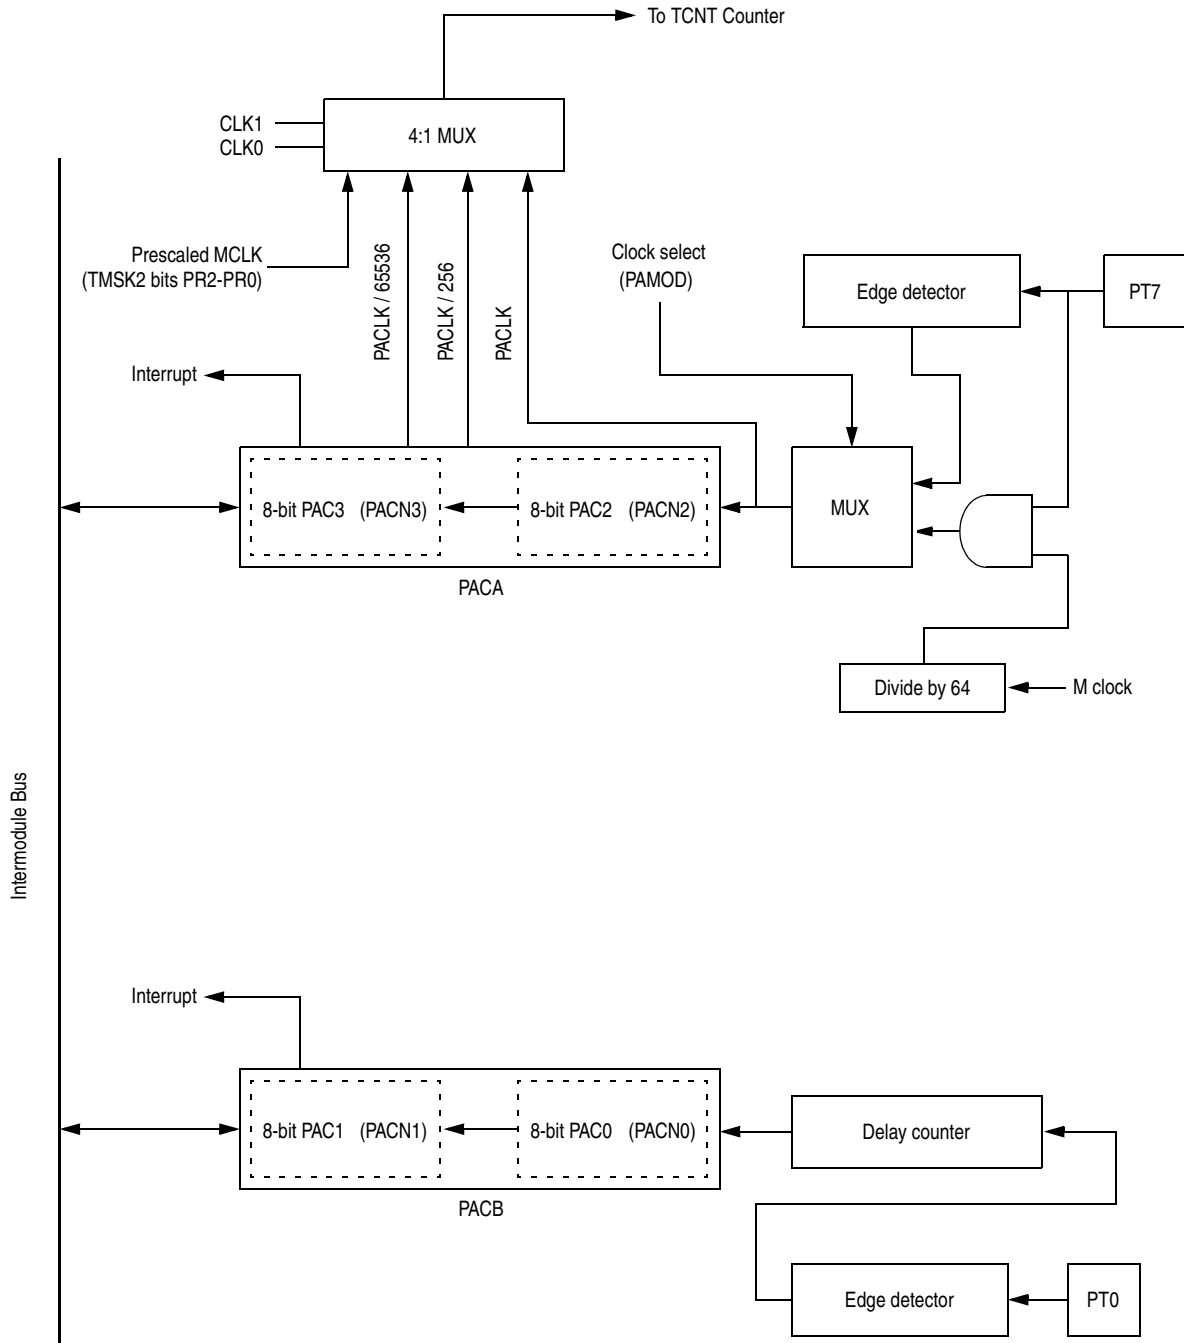 To TCNT Counter
CLK1
CLK0
4:1 MUX
Prescaled MCLK
(TMSK2 bits PR2-PR0)
PACLK / 65536
PACLK / 256
PACLK
Clock select
(PAMOD)
Edge detector
PT7
Interrupt
8-bit PAC3 (PACN3)
8-bit PAC2 (PACN2)
MUX
PACA
Divide by 64
M clock
Intermodule Bus
Interrupt
8-bit PAC1 (PACN1)
8-bit PAC0 (PACN0)
Delay counter
PACB
Edge detector
PT0